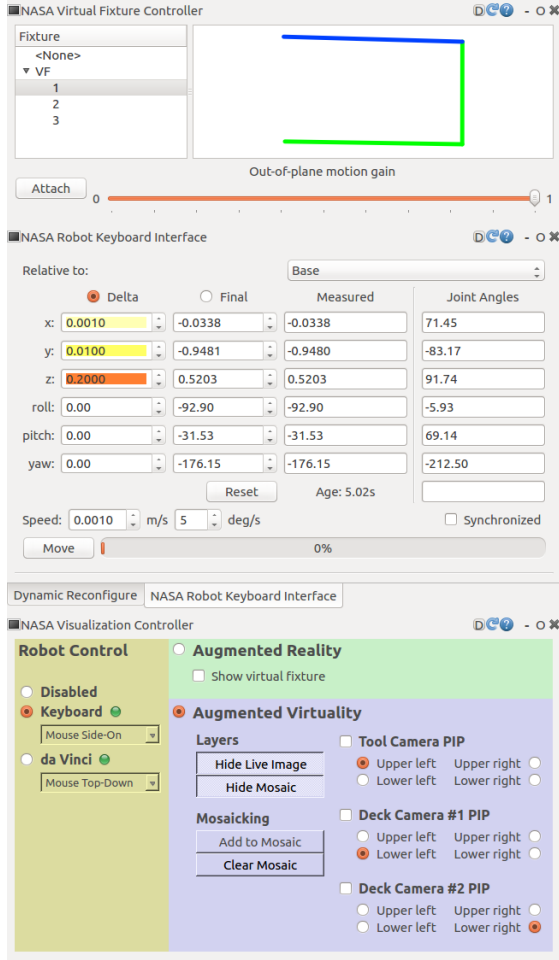 NASA Virtual Fixture Controller D ? - O ✖
Fixture
<None>
▼ VF
1
2
3
Out-of-plane motion gain
Attach 0 1
NASA Robot Keyboard Interface D ? - O ✖
Relative to: Base
Delta Final Measured Joint Angles
x: 0.0010 -0.0338 -0.0338 71.45
y: 0.0100 -0.9481 -0.9480 -83.17
z: 0.2000 0.5203 0.5203 91.74
roll: 0.00 -92.90 -92.90 -5.93
pitch: 0.00 -31.53 -31.53 69.14
yaw: 0.00 -176.15 -176.15 -212.50
Reset Age: 5.02s
Speed: 0.0010 m/s 5 deg/s Synchronized
Move 0%
Dynamic Reconfigure NASA Robot Keyboard Interface
NASA Visualization Controller D ? - O ✖
Robot Control
Disabled
Keyboard
Mouse Side-On
da Vinci
Mouse Top-Down
Augmented Reality
Show virtual fixture
Augmented Virtuality
Layers
Hide Live Image
Hide Mosaic
Mosaicking
Add to Mosaic
Clear Mosaic
Tool Camera PIP
Upper left Upper right
Lower left Lower right
Deck Camera #1 PIP
Upper left Upper right
Lower left Lower right
Deck Camera #2 PIP
Upper left Upper right
Lower left Lower right